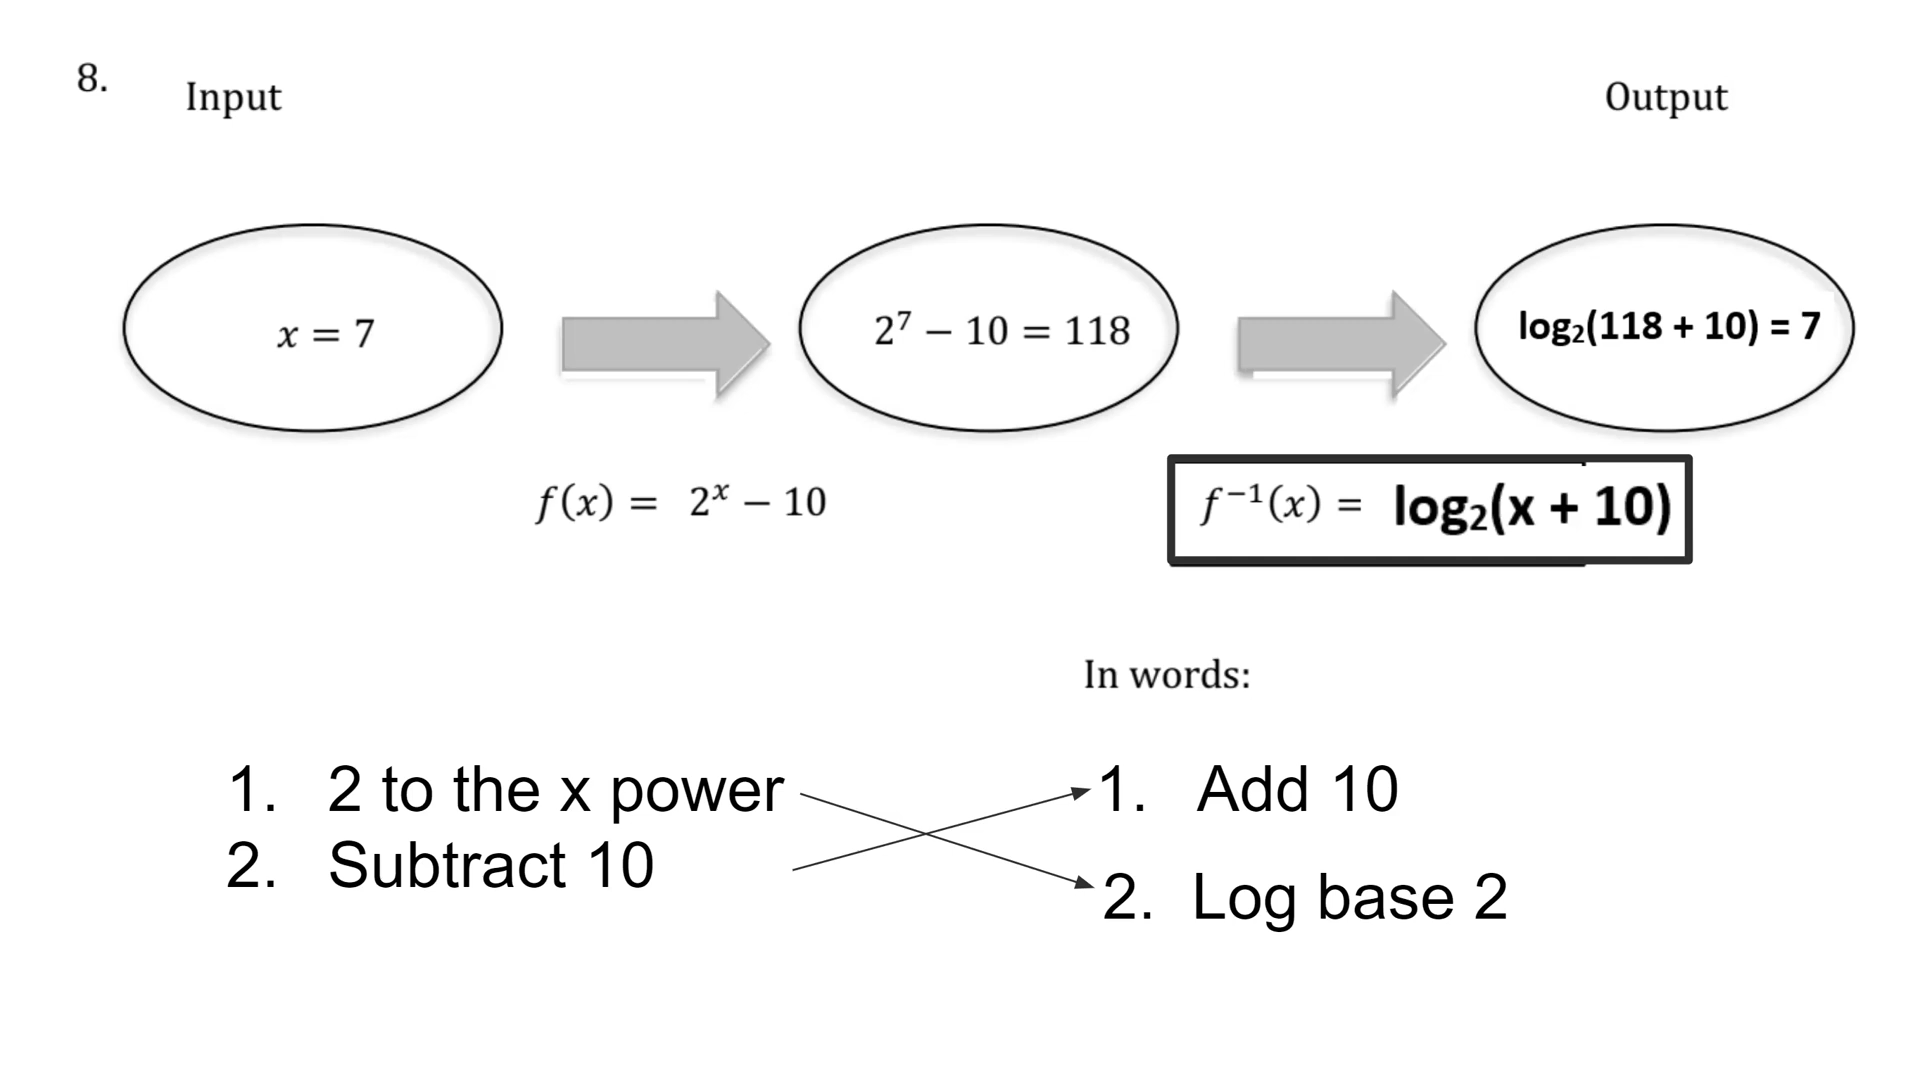 8.
Input
Output
x = 7
2⁷ − 10 = 118
log₂(118 + 10) = 7
f(x) = 2ˣ − 10
f⁻¹(x) = log₂(x + 10)
In words:
1. 2 to the x power
2. Subtract 10
1. Add 10
2. Log base 2